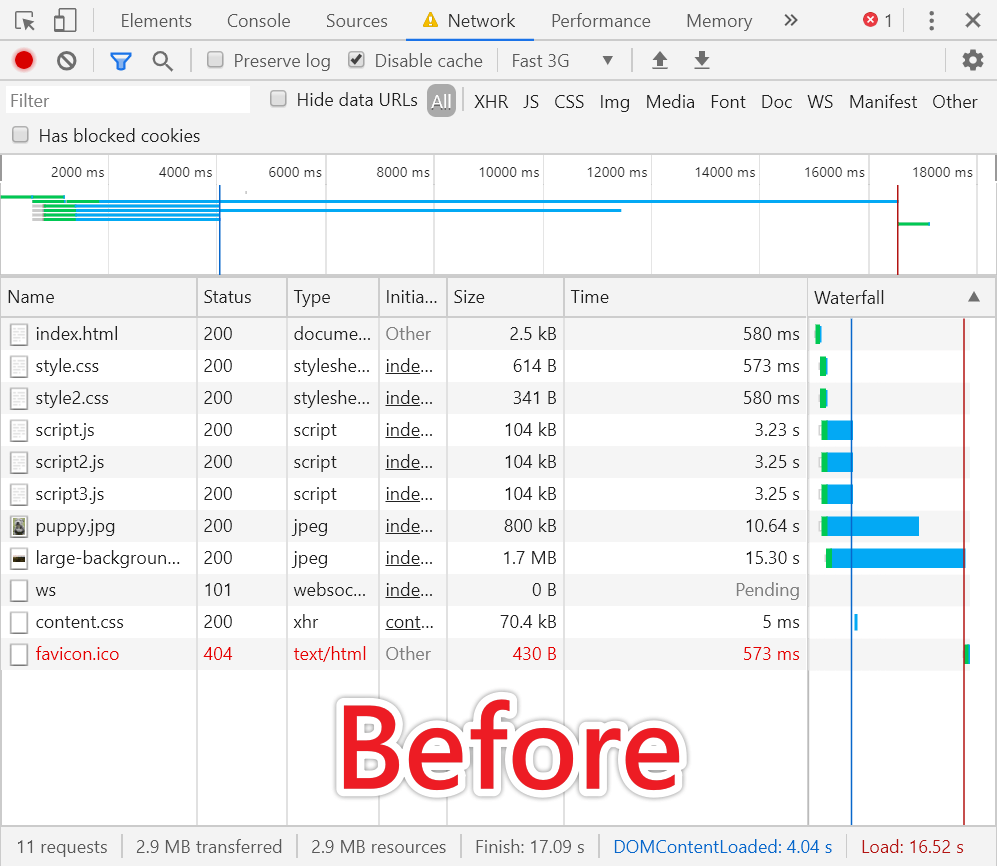 Elements Console Sources Network Performance Memory » 1
Preserve log Disable cache Fast 3G ▼
Filter Hide data URLs All XHR JS CSS Img Media Font Doc WS Manifest Other
Has blocked cookies
2000 ms 4000 ms 6000 ms 8000 ms 10000 ms 12000 ms 14000 ms 16000 ms 18000 ms
Name Status Type Initia... Size Time Waterfall ▲
index.html 200 docume... Other 2.5 kB 580 ms
style.css 200 styleshe... inde... 614 B 573 ms
style2.css 200 styleshe... inde... 341 B 580 ms
script.js 200 script inde... 104 kB 3.23 s
script2.js 200 script inde... 104 kB 3.25 s
script3.js 200 script inde... 104 kB 3.25 s
puppy.jpg 200 jpeg inde... 800 kB 10.64 s
large-backgroun... 200 jpeg inde... 1.7 MB 15.30 s
ws 101 websoc... inde... 0 B Pending
content.css 200 xhr cont... 70.4 kB 5 ms
favicon.ico 404 text/html Other 430 B 573 ms
Before
11 requests 2.9 MB transferred 2.9 MB resources Finish: 17.09 s DOMContentLoaded: 4.04 s Load: 16.52 s